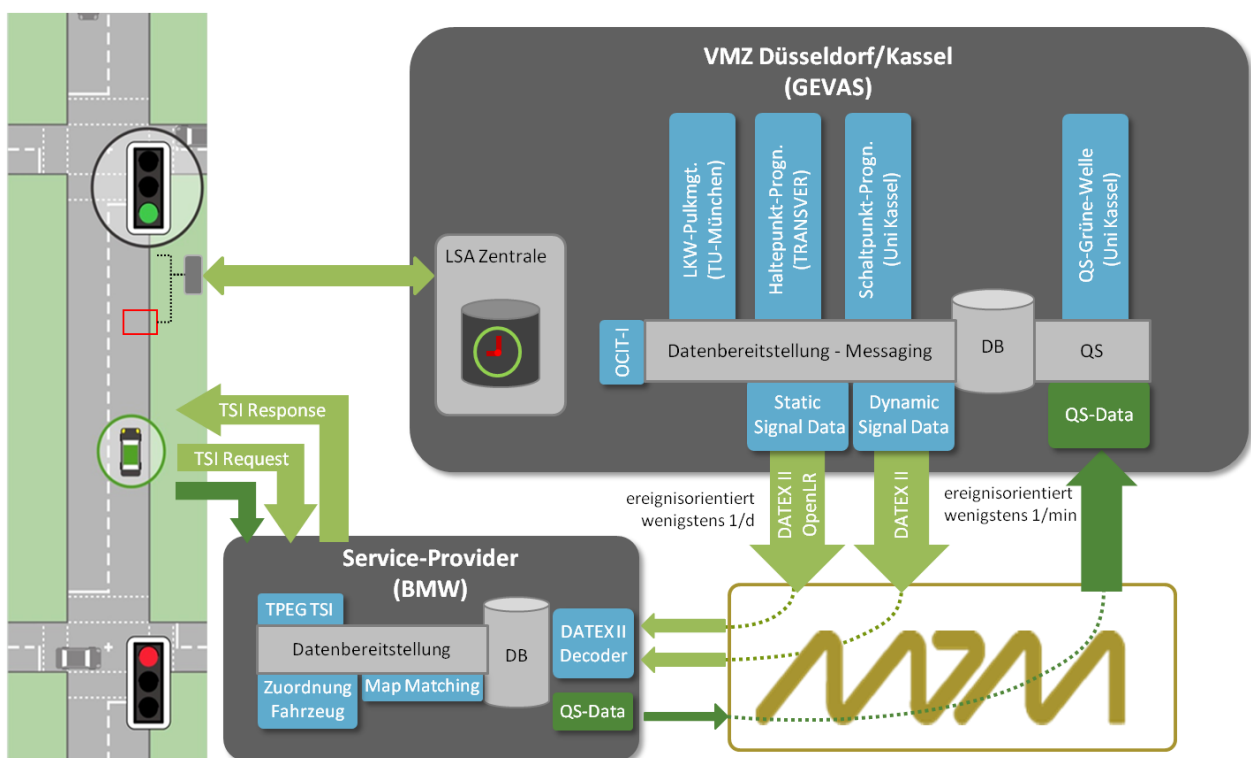 VMZ Düsseldorf/Kassel
(GEVAS)
LKW-Pulkmgt.
(TU-München)
Haltepunkt-Progn.
(TRANSVER)
Schaltpunkt-Progn.
(Uni Kassel)
QS-Grüne-Welle
(Uni Kassel)
LSA Zentrale
OCIT-I
Datenbereitstellung - Messaging
DB
QS
Static
Signal Data
Dynamic
Signal Data
QS-Data
TSI Response
TSI Request
ereignisorientiert
wenigstens 1/d
DATEX II
OpenLR
DATEX II
ereignisorientiert
wenigstens 1/min
Service-Provider
(BMW)
TPEG TSI
Datenbereitstellung
Zuordnung
Fahrzeug
Map Matching
DB
DATEX II
Decoder
QS-Data
MDM